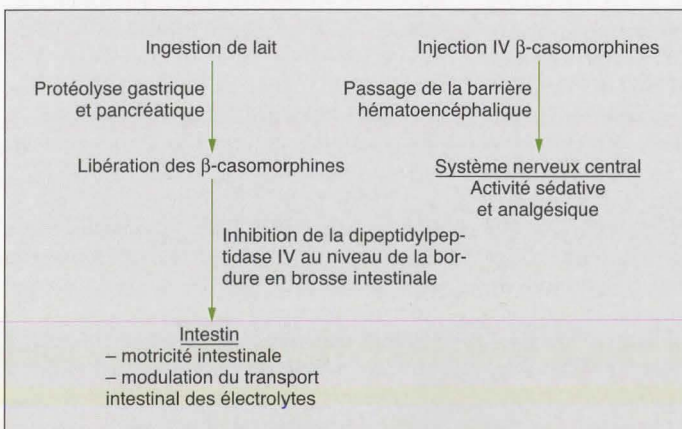 Ingestion de lait
Protéolyse gastrique
et pancréatique
Libération des β-casomorphines
Inhibition de la dipeptidylpep-
tidase IV au niveau de la bor-
dure en brosse intestinale
Intestin
– motricité intestinale
– modulation du transport
intestinal des électrolytes
Injection IV β-casomorphines
Passage de la barrière
hématoencéphalique
Système nerveux central
Activité sédative
et analgésique